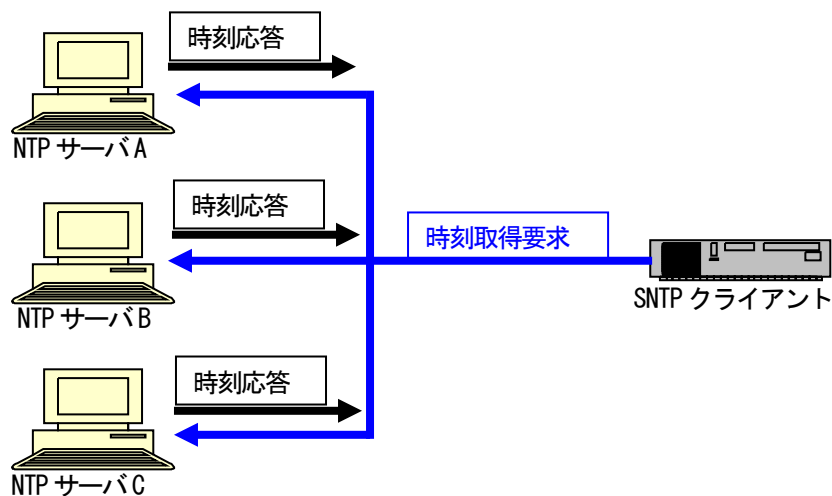 時刻応答
NTP サーバ A
時刻応答
時刻取得要求
NTP サーバ B
SNTP クライアント
時刻応答
NTP サーバ C